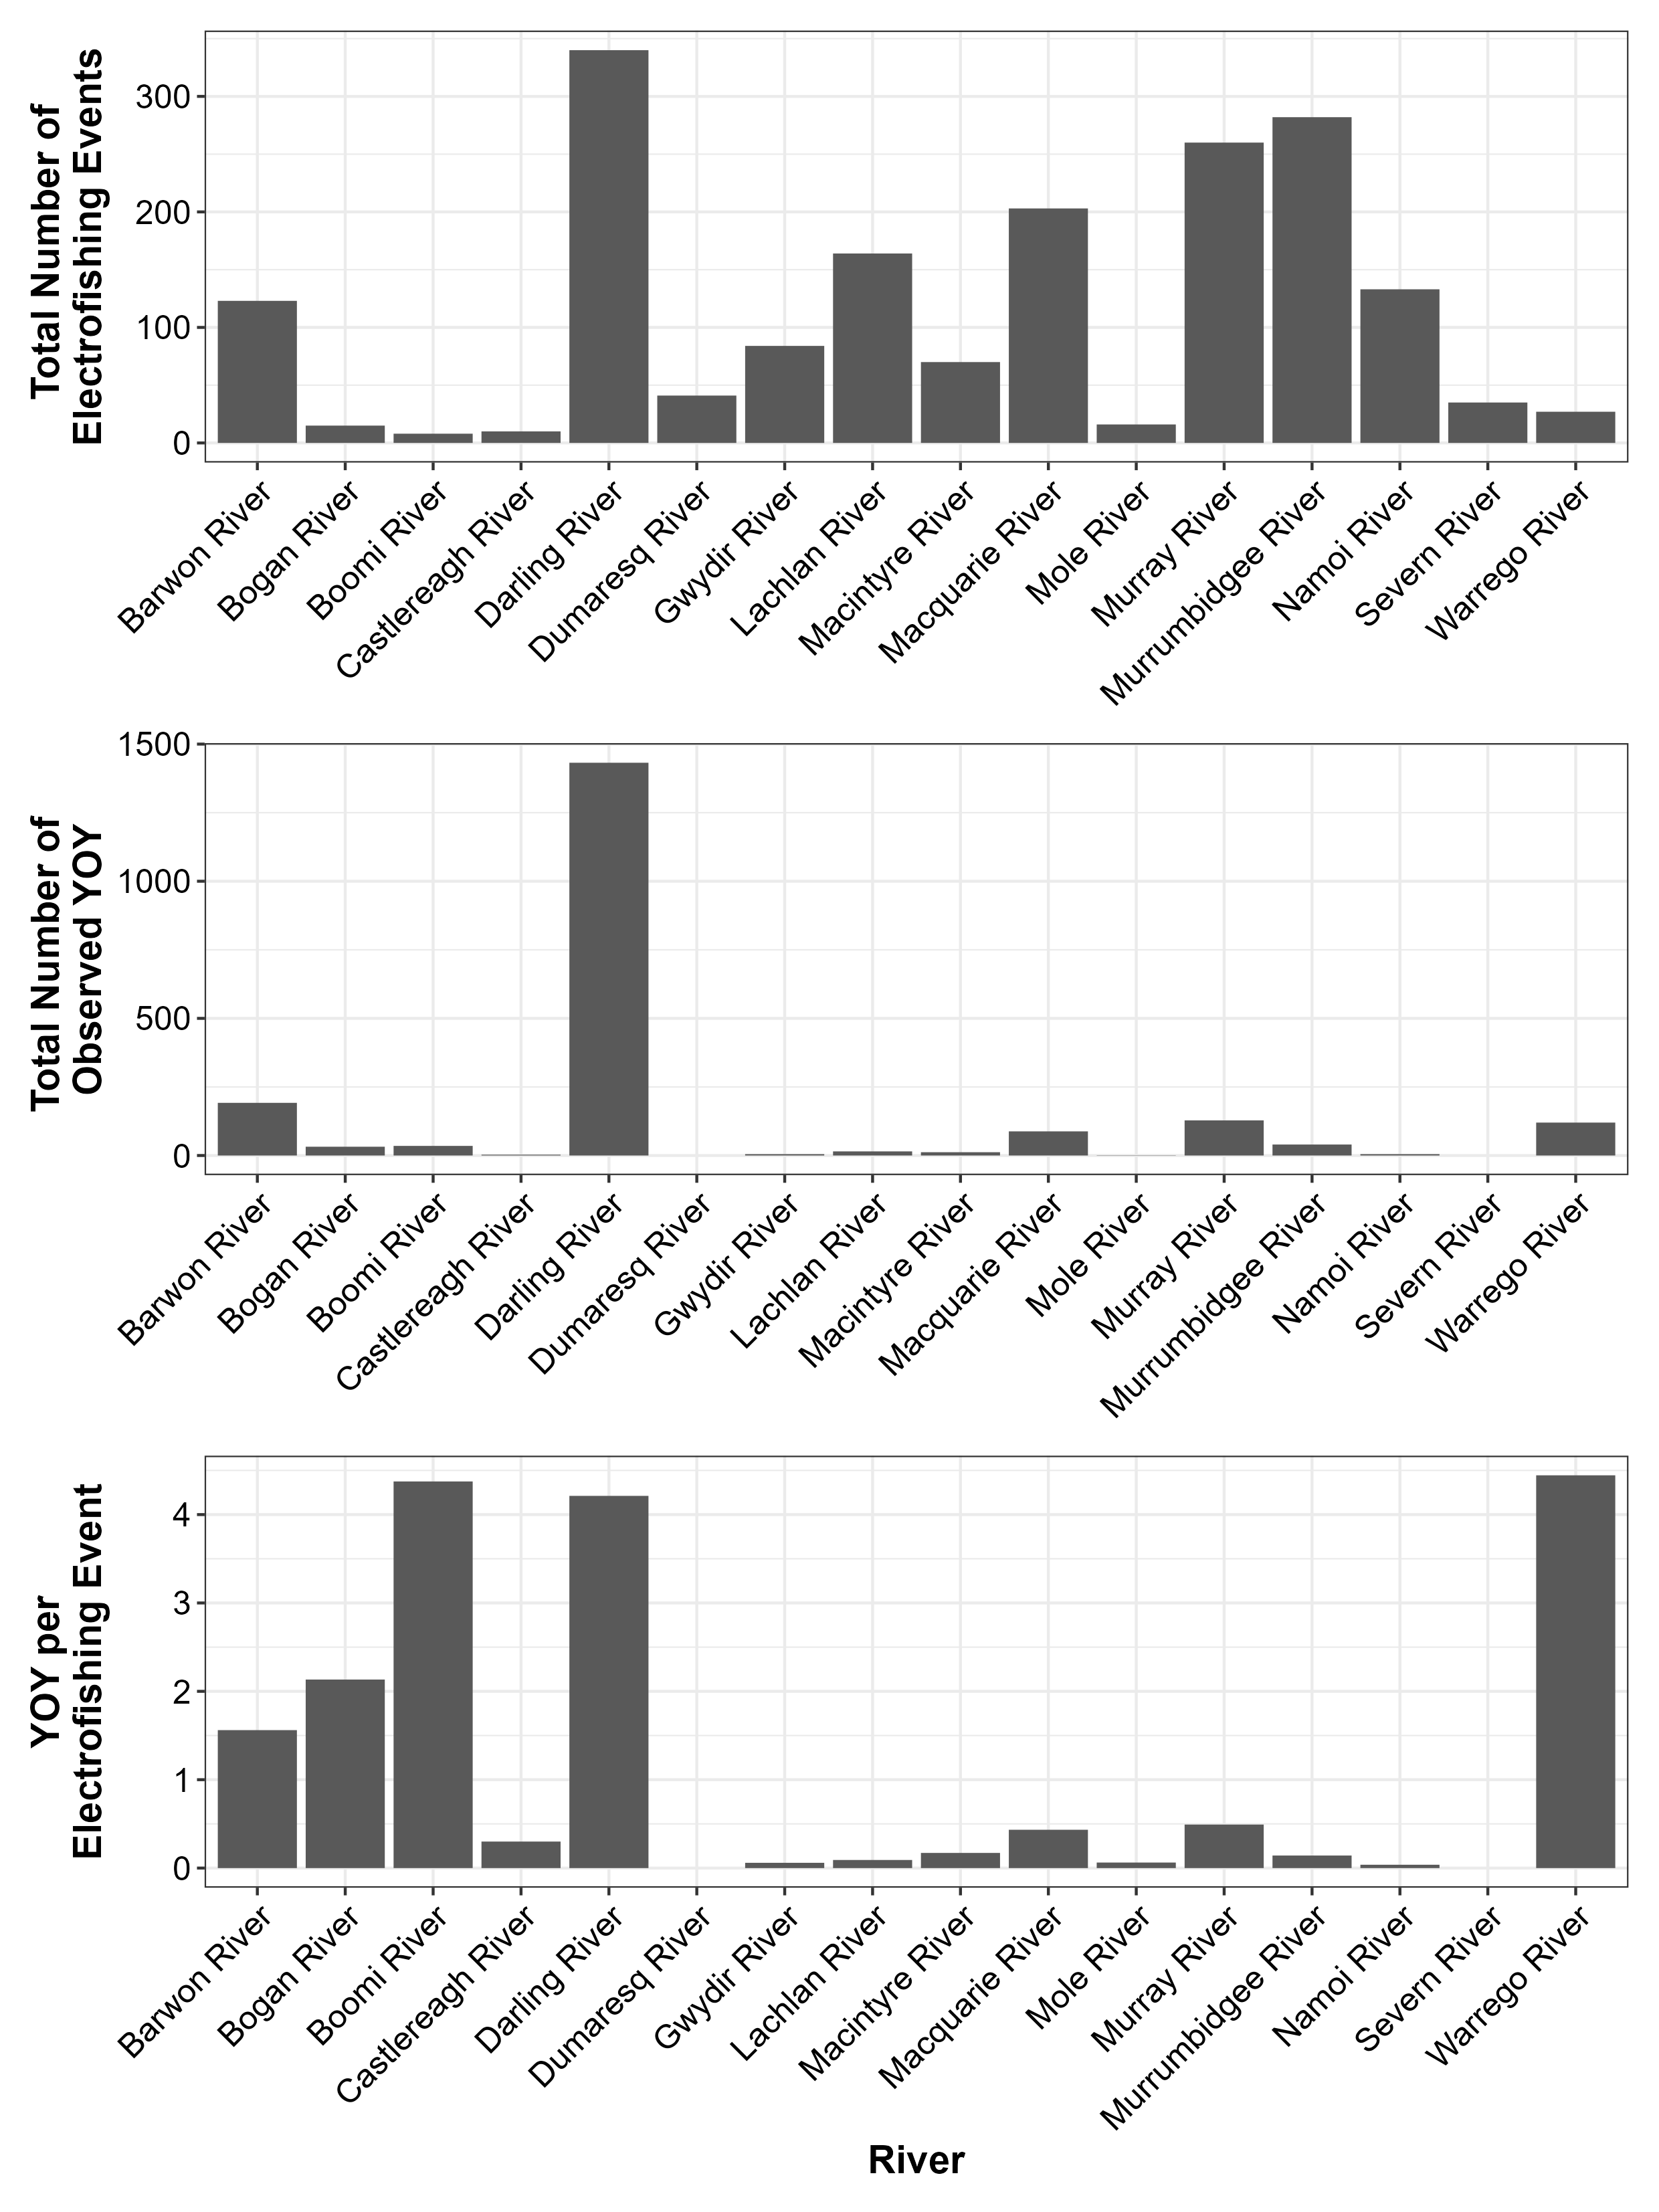 Total Number of
Electrofishing Events
300
200
100
0
Barwon River
Bogan River
Boomi River
Castlereagh River
Darling River
Dumaresq River
Gwydir River
Lachlan River
Macintyre River
Macquarie River
Mole River
Murray River
Murrumbidgee River
Namoi River
Severn River
Warrego River
Total Number of
Observed YOY
1500
1000
500
0
Barwon River
Bogan River
Boomi River
Castlereagh River
Darling River
Dumaresq River
Gwydir River
Lachlan River
Macintyre River
Macquarie River
Mole River
Murray River
Murrumbidgee River
Namoi River
Severn River
Warrego River
YOY per
Electrofishing Event
4
3
2
1
0
Barwon River
Bogan River
Boomi River
Castlereagh River
Darling River
Dumaresq River
Gwydir River
Lachlan River
Macintyre River
Macquarie River
Mole River
Murray River
Murrumbidgee River
Namoi River
Severn River
Warrego River
River